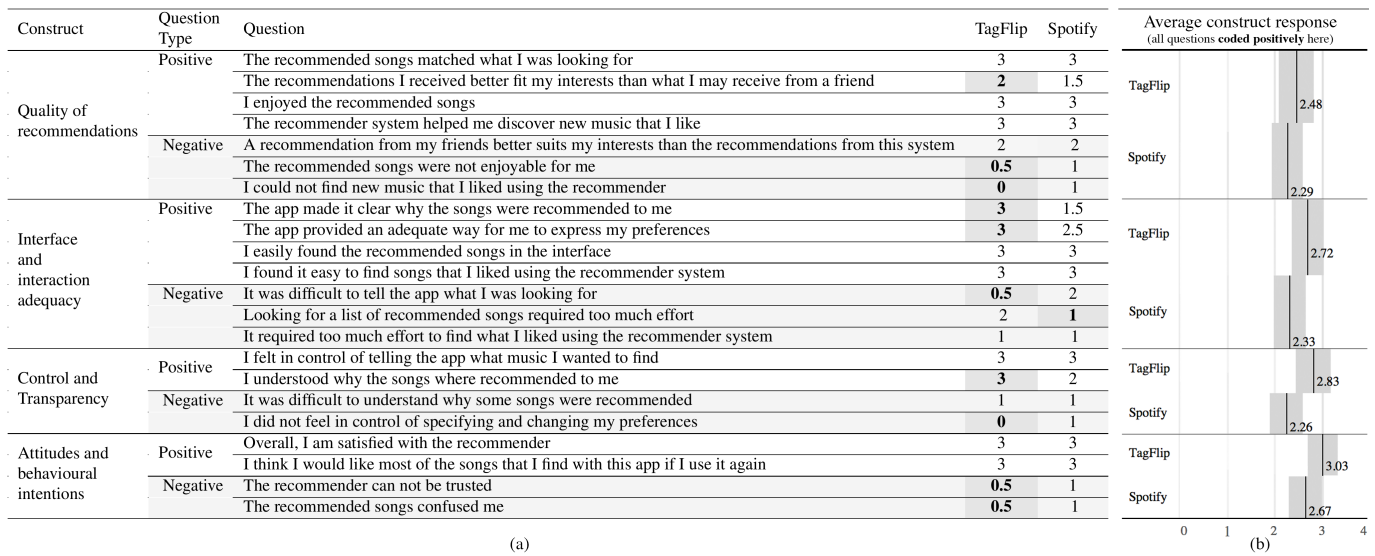 Construct Question Type Question TagFlip Spotify
Quality of recommendations
Positive
The recommended songs matched what I was looking for 3 3
The recommendations I received better fit my interests than what I may receive from a friend 2 1.5
I enjoyed the recommended songs 3 3
The recommender system helped me discover new music that I like 3 3
Negative
A recommendation from my friends better suits my interests than the recommendations from this system 2 2
The recommended songs were not enjoyable for me 0.5 1
I could not find new music that I liked using the recommender 0 1
Interface and interaction adequacy
Positive
The app made it clear why the songs were recommended to me 3 1.5
The app provided an adequate way for me to express my preferences 3 2.5
I easily found the recommended songs in the interface 3 3
I found it easy to find songs that I liked using the recommender system 3 3
Negative
It was difficult to tell the app what I was looking for 0.5 2
Looking for a list of recommended songs required too much effort 2 1
It required too much effort to find what I liked using the recommender system 1 1
Control and Transparency
Positive
I felt in control of telling the app what music I wanted to find 3 3
I understood why the songs where recommended to me 3 2
Negative
It was difficult to understand why some songs were recommended 1 1
I did not feel in control of specifying and changing my preferences 0 1
Attitudes and behavioural intentions
Positive
Overall, I am satisfied with the recommender 3 3
I think I would like most of the songs that I find with this app if I use it again 3 3
Negative
The recommender can not be trusted 0.5 1
The recommended songs confused me 0.5 1
(a)
Average construct response
(all questions coded positively here)
TagFlip 2.48
Spotify 2.29
TagFlip 2.72
Spotify 2.33
TagFlip 2.83
Spotify 2.26
TagFlip 3.03
Spotify 2.67
0 1 2 3 4
(b)